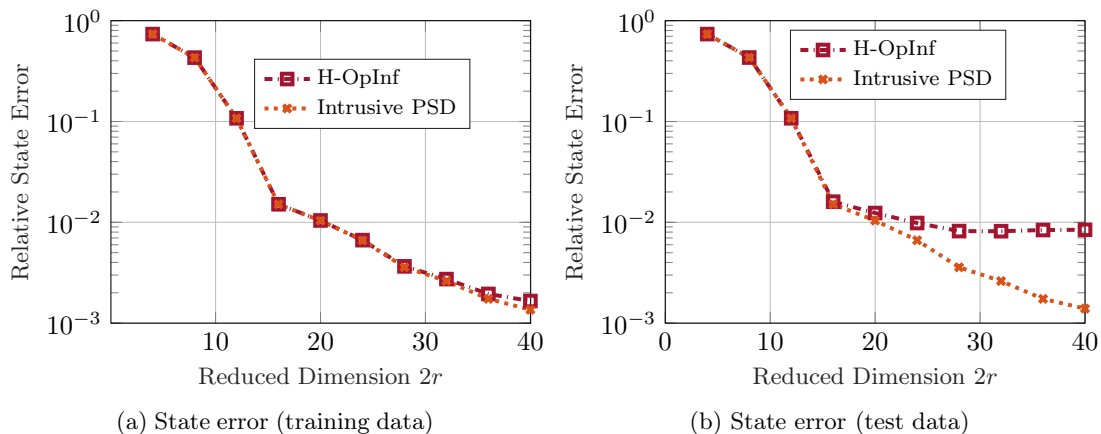 10^0
10^-1
10^-2
10^-3
Relative State Error
H-OpInf
Intrusive PSD
10 20 30 40
Reduced Dimension 2r
(a) State error (training data)
10^0
10^-1
10^-2
10^-3
Relative State Error
H-OpInf
Intrusive PSD
0 10 20 30 40
Reduced Dimension 2r
(b) State error (test data)